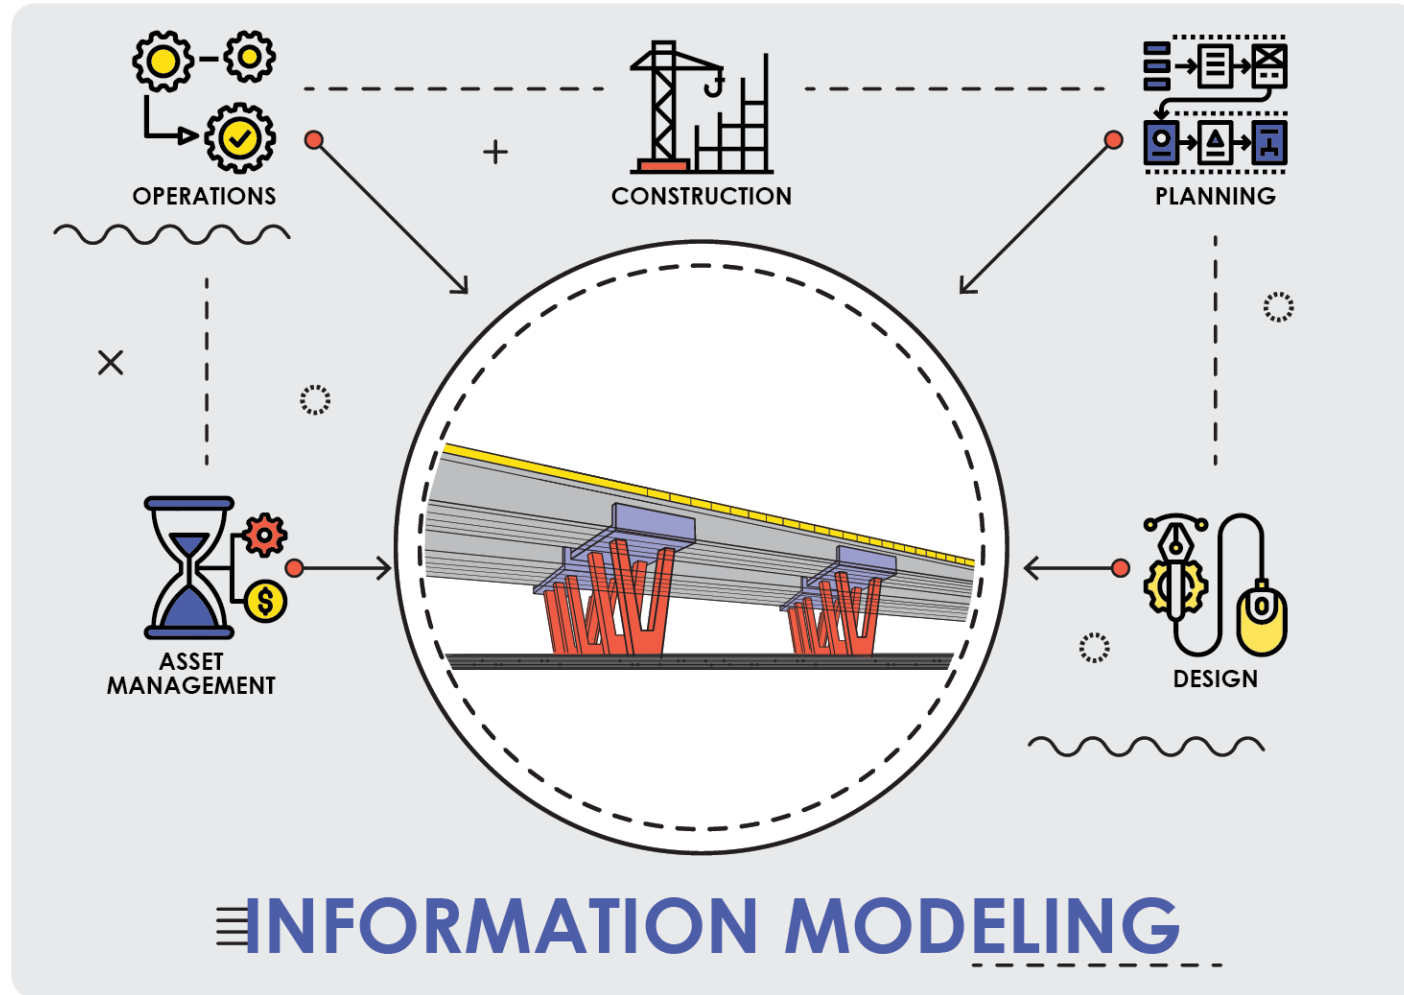 OPERATIONS
CONSTRUCTION
PLANNING
$
ASSET
MANAGEMENT
DESIGN
INFORMATION MODELING